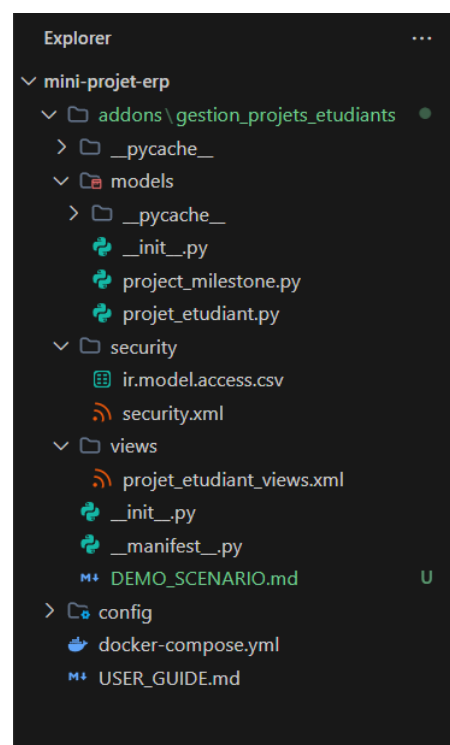 Explorer ...
mini-projet-erp
addons\gestion_projets_etudiants
__pycache__
models
__pycache__
__init__.py
project_milestone.py
projet_etudiant.py
security
ir.model.access.csv
security.xml
views
projet_etudiant_views.xml
__init__.py
__manifest__.py
M↓ DEMO_SCENARIO.md U
config
docker-compose.yml
M↓ USER_GUIDE.md